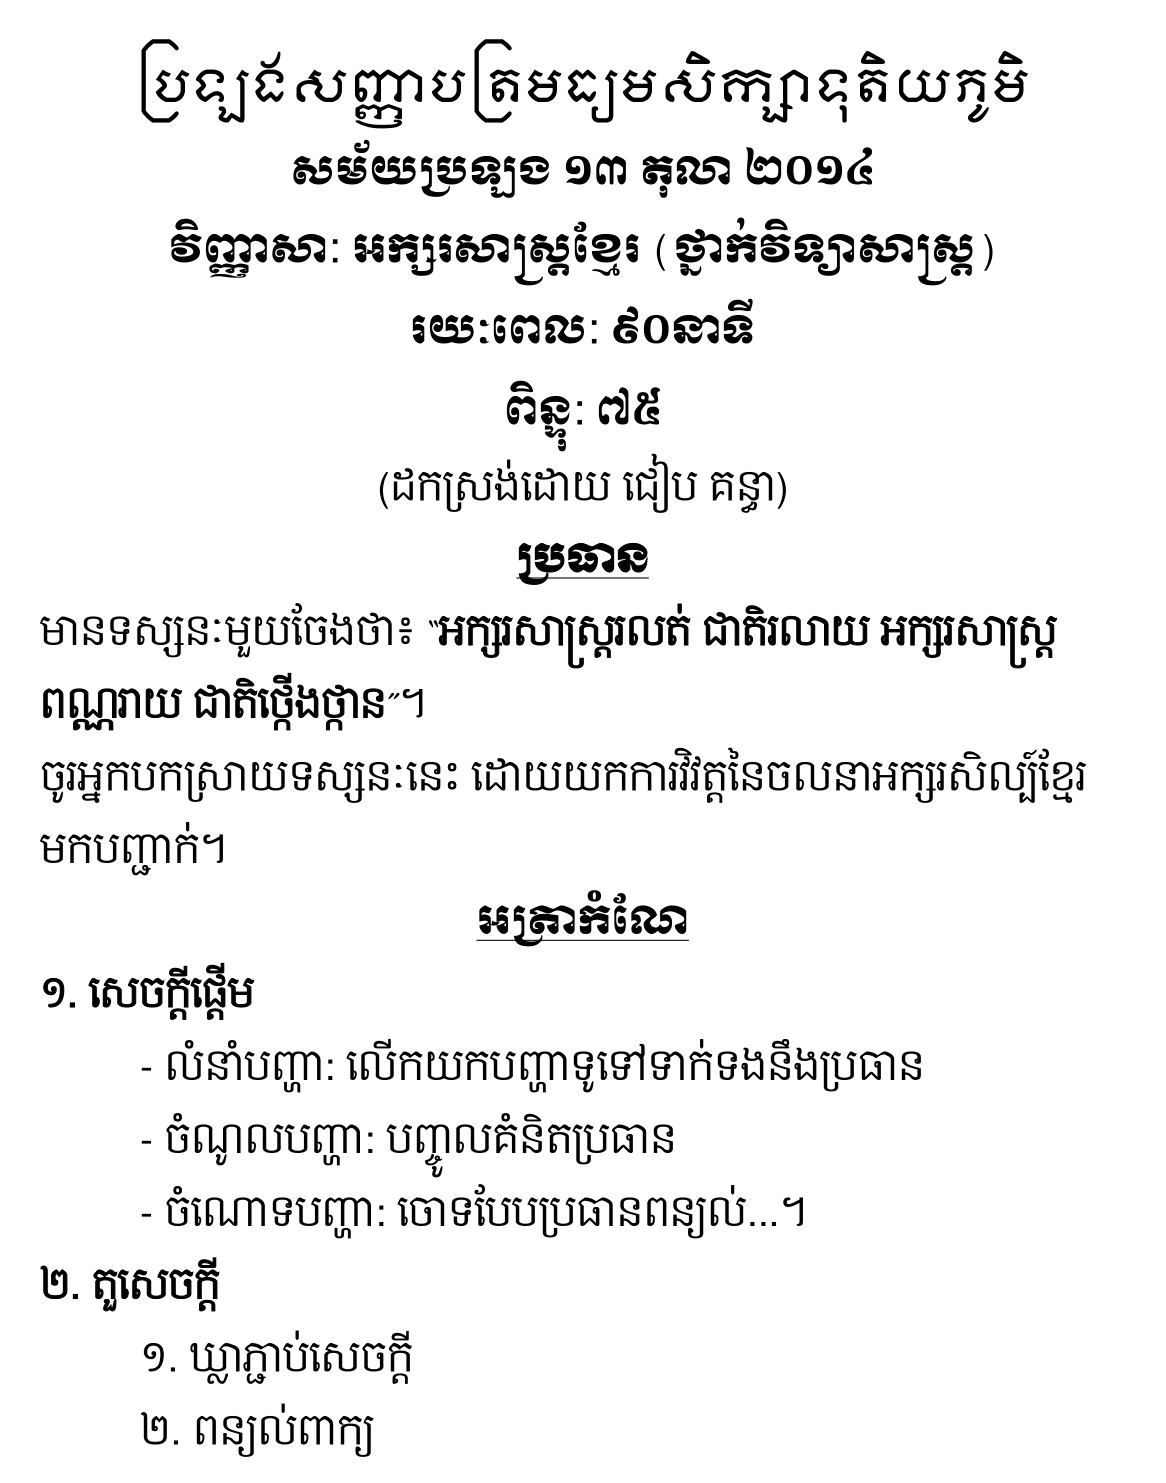 ប្រឡងសញ្ញាបត្រមធ្យមសិក្សាទុតិយភូមិ
សម័យប្រឡង ១៣ តុលា ២០១៤
វិញ្ញាសា: អក្សរសាស្ត្រខ្មែរ (ថ្នាក់វិទ្យាសាស្ត្រ)
រយៈពេល: ៩០នាទី
ពិន្ទុ: ៧៥
(ដកស្រង់ដោយ ជៀប គន្ធា)
ប្រធាន
មានទស្សនៈមួយចែងថា៖ “អក្សរសាស្ត្ររលត់ ជាតិរលាយ អក្សរសាស្ត្រ
ពណ្ណរាយ ជាតិថ្កើងថ្កាន”។
ចូរអ្នកបកស្រាយទស្សនៈនេះ ដោយយកការវិវត្តនៃចលនាអក្សរសិល្ប៍ខ្មែរ
មកបញ្ជាក់។
អត្រាកំណែ
១. សេចក្តីផ្តើម
- លំនាំបញ្ហា: លើកយកបញ្ហាទូទៅទាក់ទងនឹងប្រធាន
- ចំណូលបញ្ហា: បញ្ចូលគំនិតប្រធាន
- ចំណោទបញ្ហា: ចោទបែបប្រធានពន្យល់...។
២. តួសេចក្តី
១. ឃ្លាភ្ជាប់សេចក្តី
២. ពន្យល់ពាក្យ